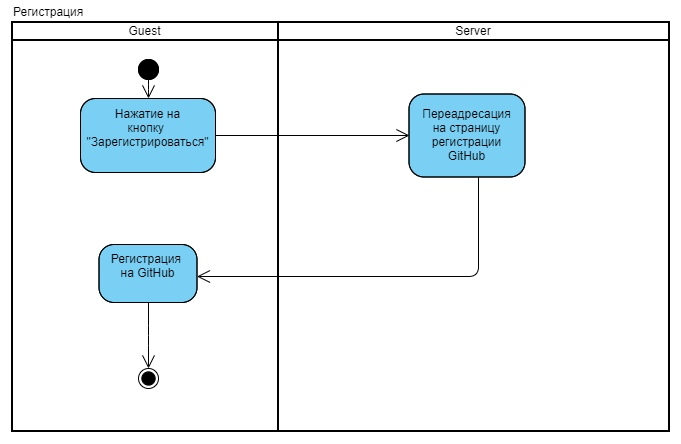 Регистрация
Guest
Server
Нажатие на
кнопку
"Зарегистрироваться"
Переадресация
на страницу
регистрации
GitHub
Регистрация
на GitHub